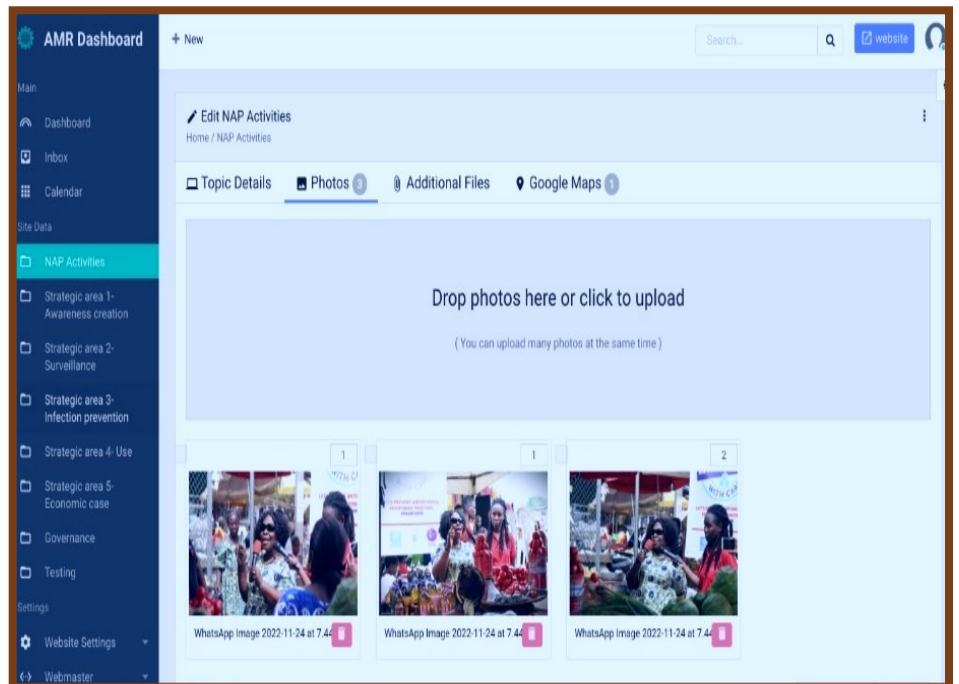 AMR Dashboard
+ New
Search...
website
Main
Dashboard
Inbox
Calendar
Site Data
NAP Activities
Strategic area 1-
Awareness creation
Strategic area 2-
Surveillance
Strategic area 3-
Infection prevention
Strategic area 4- Use
Strategic area 5-
Economic case
Governance
Testing
Settings
Website Settings
Webmaster
Edit NAP Activities
Home / NAP Activities
Topic Details
Photos 3
Additional Files
Google Maps 1
Drop photos here or click to upload
( You can upload many photos at the same time )
1
1
2
WITH CA
WhatsApp Image 2022-11-24 at 7.44
WhatsApp Image 2022-11-24 at 7.44
WhatsApp Image 2022-11-24 at 7.44